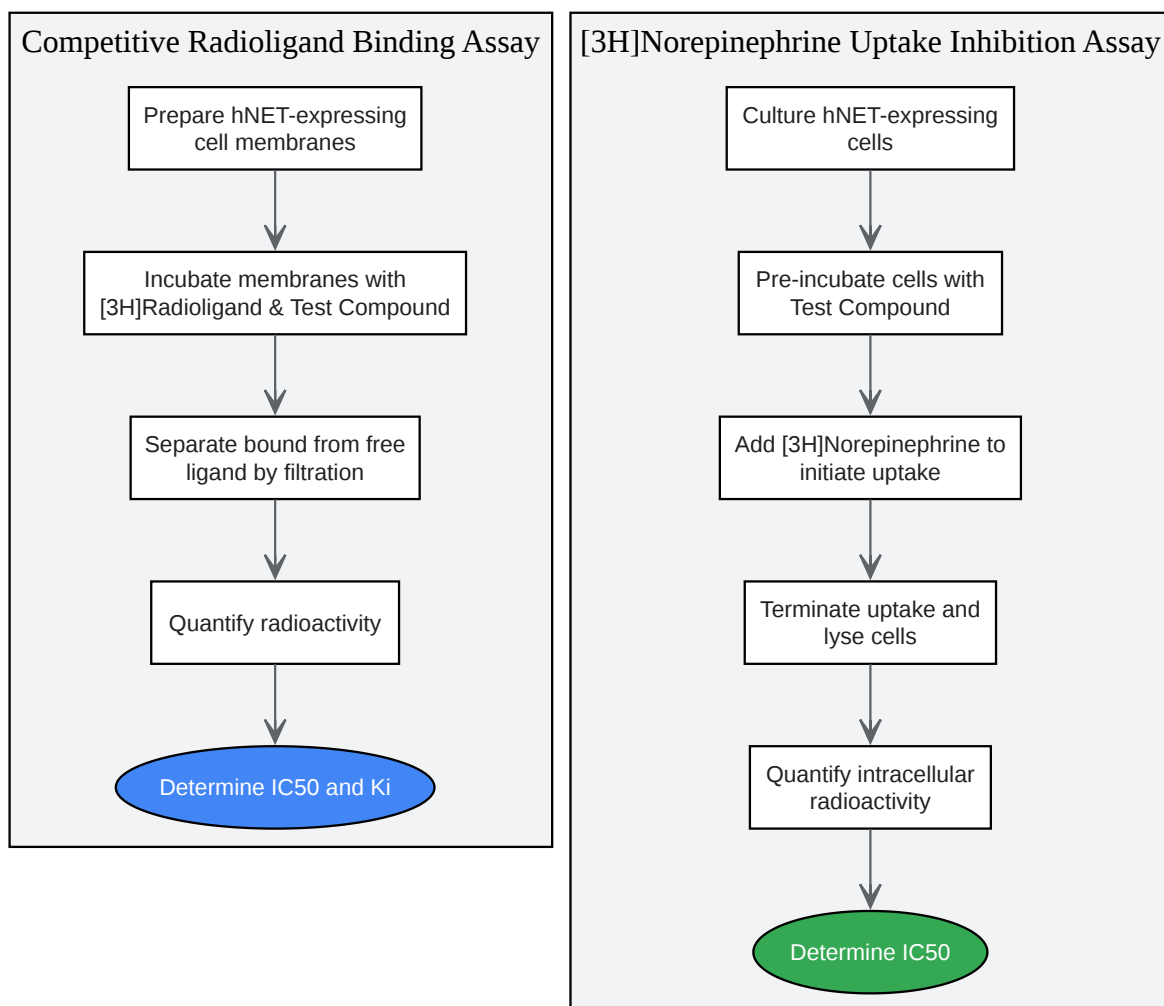 Competitive Radioligand Binding Assay
Prepare hNET-expressing
cell membranes
Incubate membranes with
[3H]Radioligand & Test Compound
Separate bound from free
ligand by filtration
Quantify radioactivity
Determine IC50 and Ki
[3H]Norepinephrine Uptake Inhibition Assay
Culture hNET-expressing
cells
Pre-incubate cells with
Test Compound
Add [3H]Norepinephrine to
initiate uptake
Terminate uptake and
lyse cells
Quantify intracellular
radioactivity
Determine IC50